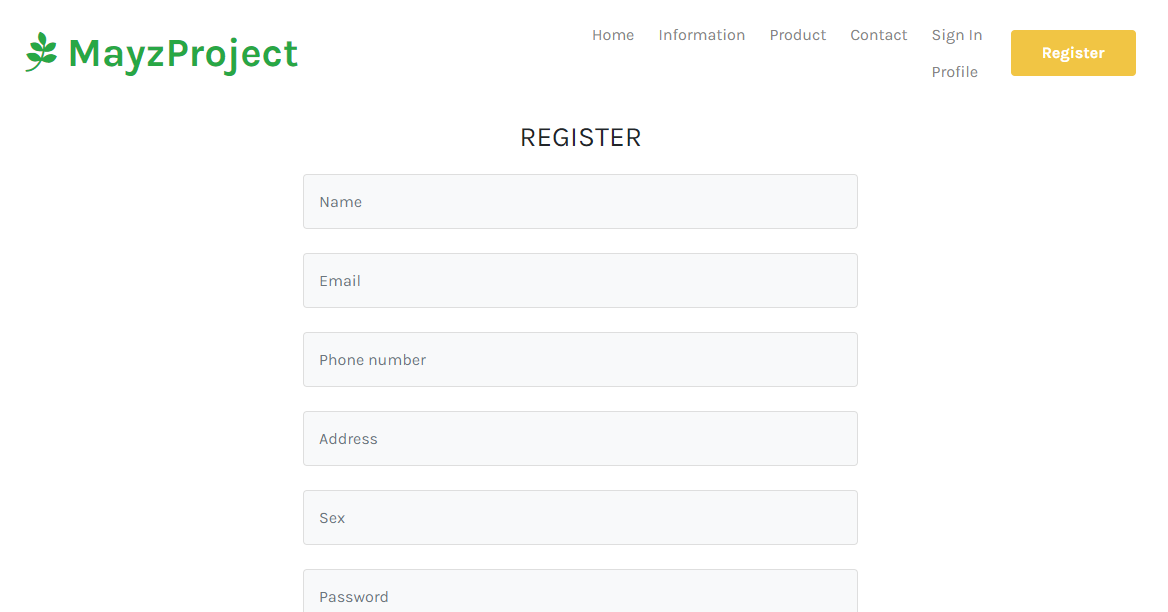 MayzProject
Home Information Product Contact Sign In
Profile
Register
REGISTER
Name
Email
Phone number
Address
Sex
Password